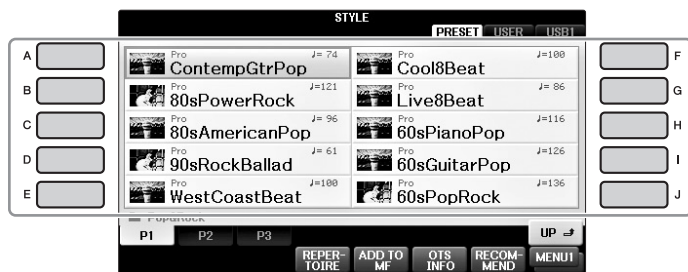 STYLE
PRESET USER USB1
A
B
C
D
E
F
G
H
I
J
Pro ♩= 74
ContempGtrPop
Pro ♩=121
80sPowerRock
Pro ♩= 96
80sAmericanPop
Pro ♩= 61
90sRockBallad
Pro ♩=100
WestCoastBeat
Pro ♩=100
Cool8Beat
Pro ♩= 86
Live8Beat
Pro ♩=116
60sPianoPop
Pro ♩=126
60sGuitarPop
Pro ♩=136
60sPopRock
Pop&Rock
P1 P2 P3 UP
REPER-
TOIRE
ADD TO
MF
OTS
INFO
RECOM-
MEND
MENU1